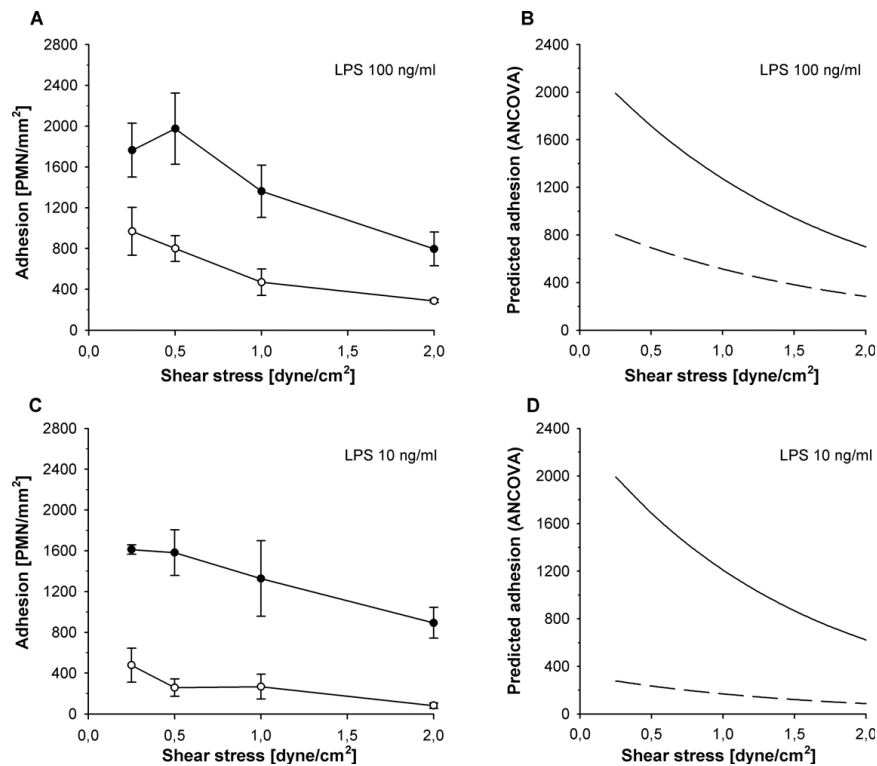 A
LPS 100 ng/ml
Adhesion [PMN/mm²]
2800
2400
2000
1600
1200
800
400
0
0,0 0,5 1,0 1,5 2,0
Shear stress [dyne/cm²]
B
LPS 100 ng/ml
Predicted adhesion (ANCOVA)
2400
2000
1600
1200
800
400
0
0,0 0,5 1,0 1,5 2,0
Shear stress [dyne/cm²]
C
LPS 10 ng/ml
Adhesion [PMN/mm²]
2800
2400
2000
1600
1200
800
400
0
0,0 0,5 1,0 1,5 2,0
Shear stress [dyne/cm²]
D
LPS 10 ng/ml
Predicted adhesion (ANCOVA)
2400
2000
1600
1200
800
400
0
0,0 0,5 1,0 1,5 2,0
Shear stress [dyne/cm²]